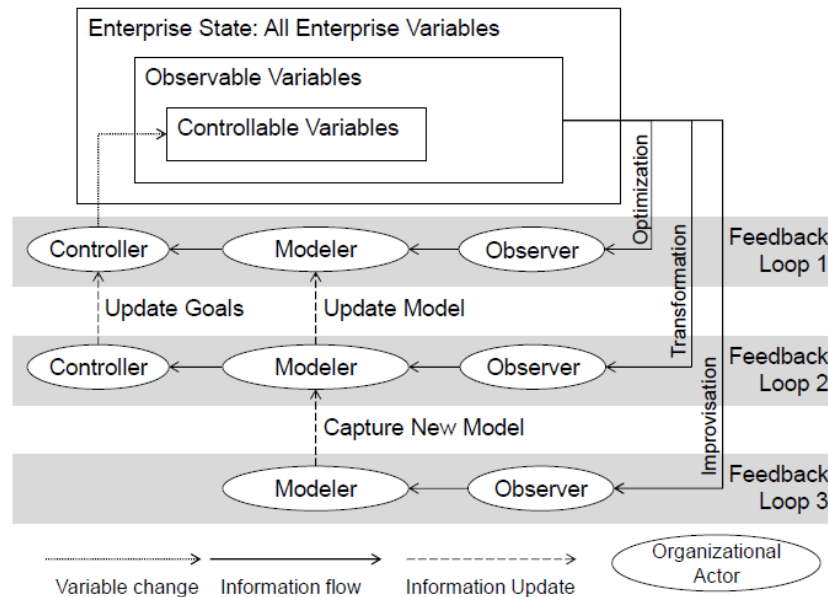 Enterprise State: All Enterprise Variables
Observable Variables
Controllable Variables
Optimization
Transformation
Improvisation
Controller
Modeler
Observer
Feedback
Loop 1
Update Goals
Update Model
Controller
Modeler
Observer
Feedback
Loop 2
Capture New Model
Modeler
Observer
Feedback
Loop 3
Variable change
Information flow
Information Update
Organizational
Actor